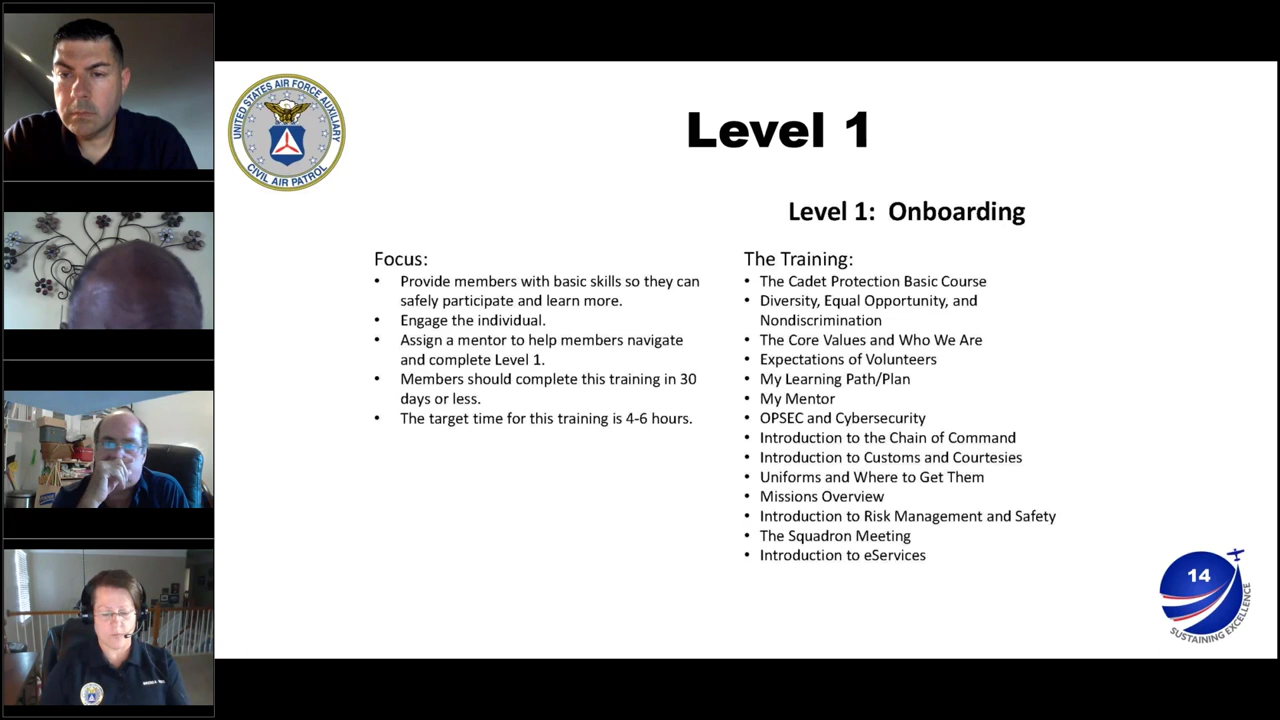 UNITED STATES AIR FORCE AUXILIARY
CIVIL AIR PATROL
Level 1
Level 1: Onboarding
Focus:
• Provide members with basic skills so they can
safely participate and learn more.
• Engage the individual.
• Assign a mentor to help members navigate
and complete Level 1.
• Members should complete this training in 30
days or less.
• The target time for this training is 4-6 hours.
The Training:
• The Cadet Protection Basic Course
• Diversity, Equal Opportunity, and
Nondiscrimination
• The Core Values and Who We Are
• Expectations of Volunteers
• My Learning Path/Plan
• My Mentor
• OPSEC and Cybersecurity
• Introduction to the Chain of Command
• Introduction to Customs and Courtesies
• Uniforms and Where to Get Them
• Missions Overview
• Introduction to Risk Management and Safety
• The Squadron Meeting
• Introduction to eServices
14
SUSTAINING EXCELLENCE